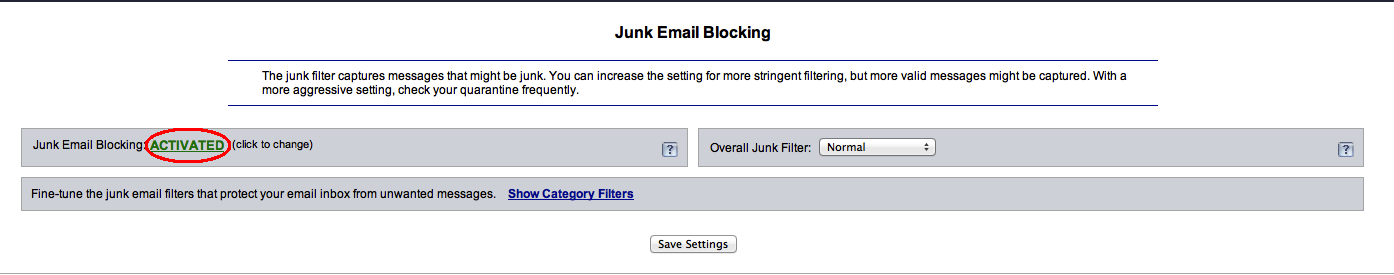 Junk Email Blocking
The junk filter captures messages that might be junk. You can increase the setting for more stringent filtering, but more valid messages might be captured. With a
more aggressive setting, check your quarantine frequently.
Junk Email Blocking: ACTIVATED (click to change) ?
Overall Junk Filter: Normal ?
Fine-tune the junk email filters that protect your email inbox from unwanted messages. Show Category Filters
Save Settings